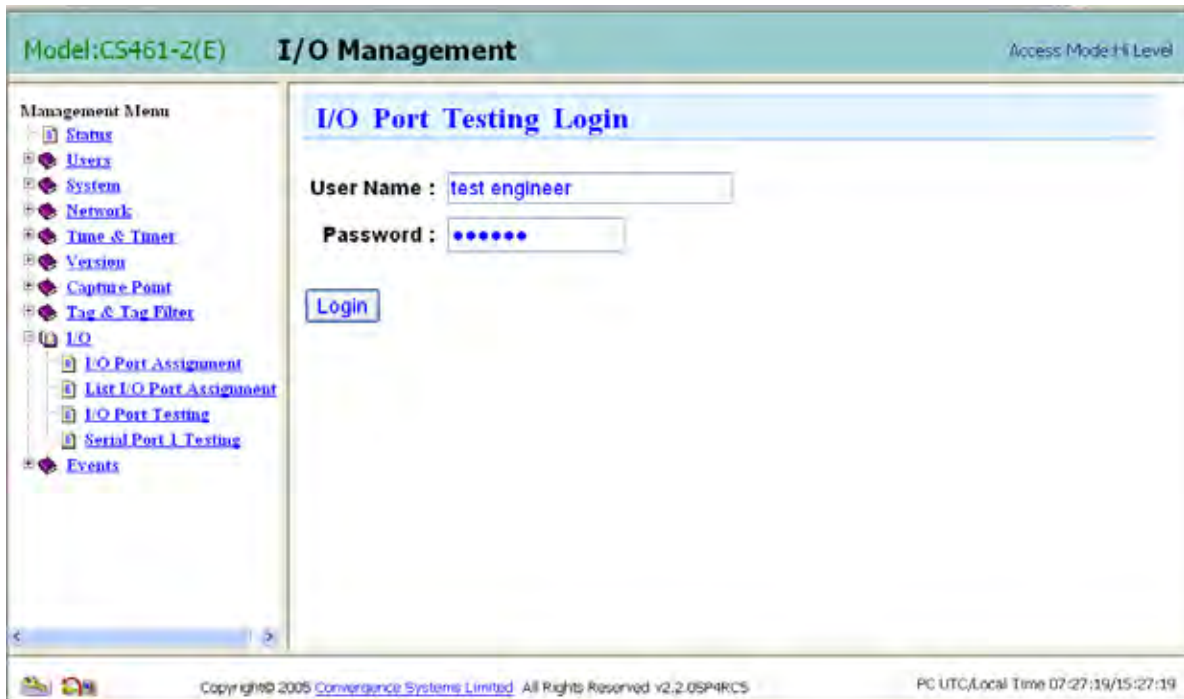 Model:CS461-2(E) I/O Management Access Mode:Hi Level
Management Menu
Status
Users
System
Network
Time & Timer
Version
Capture Point
Tag & Tag Filter
I/O
I/O Port Assignment
List I/O Port Assignment
I/O Port Testing
Serial Port 1 Testing
Events
I/O Port Testing Login
User Name : test engineer
Password : ●●●●●●
Login
Copyright© 2005 Convergence Systems Limited All Rights Reserved v2.2.0SP4RC5
PC UTC/Local Time 07:27:19/15:27:19